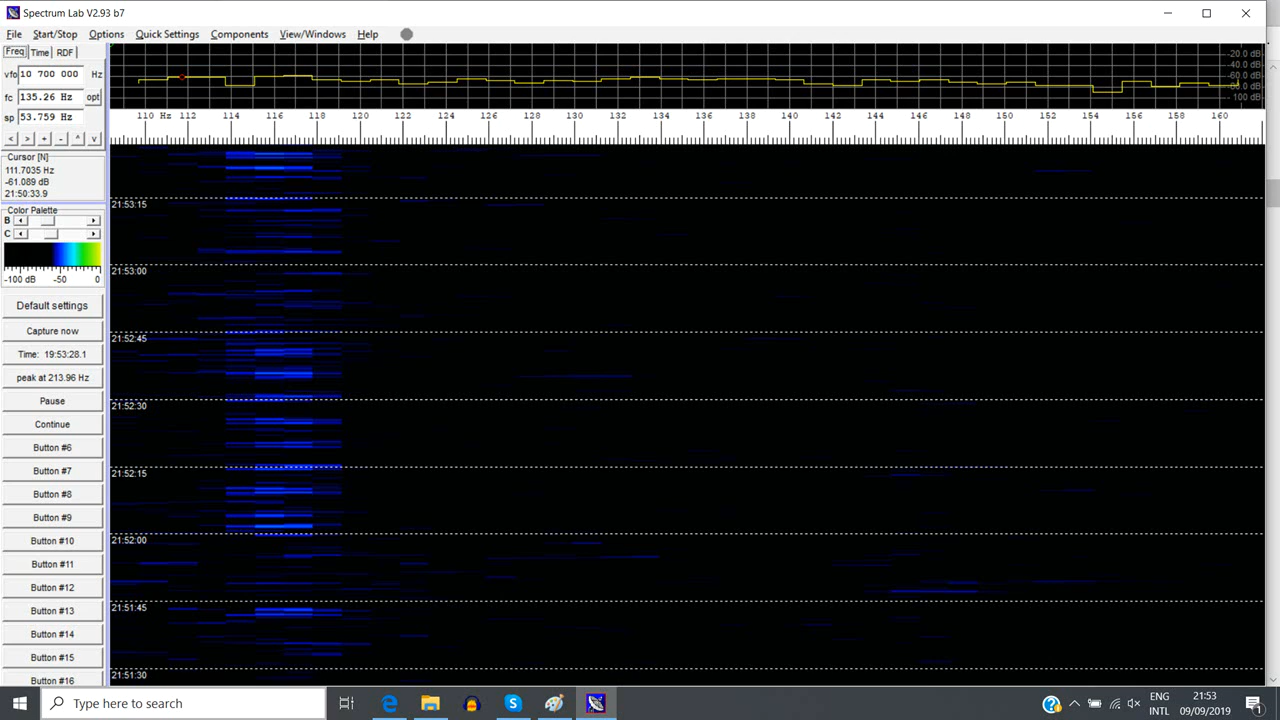 Spectrum Lab V2.93 b7
File Start/Stop Options Quick Settings Components View/Windows Help
Freq Time RDF
vfo 10 700 000 Hz
fc 135.26 Hz opt
sp 53.759 Hz
< > + - ^ v
Cursor [N]
111.7035 Hz
-61.089 dB
21:50:33.9
Color Palette
B
C
-100 dB -50 0
Default settings
Capture now
Time: 19:53:28.1
peak at 213.96 Hz
Pause
Continue
Button #6
Button #7
Button #8
Button #9
Button #10
Button #11
Button #12
Button #13
Button #14
Button #15
Button #16
-20.0 dB
-40.0 dB
-60.0 dB
-80.0 dB
-100 dB
110 Hz 112 114 116 118 120 122 124 126 128 130 132 134 136 138 140 142 144 146 148 150 152 154 156 158 160
21:53:15
21:53:00
21:52:45
21:52:30
21:52:15
21:52:00
21:51:45
21:51:30
Type here to search
ENG
INTL
21:53
09/09/2019
1